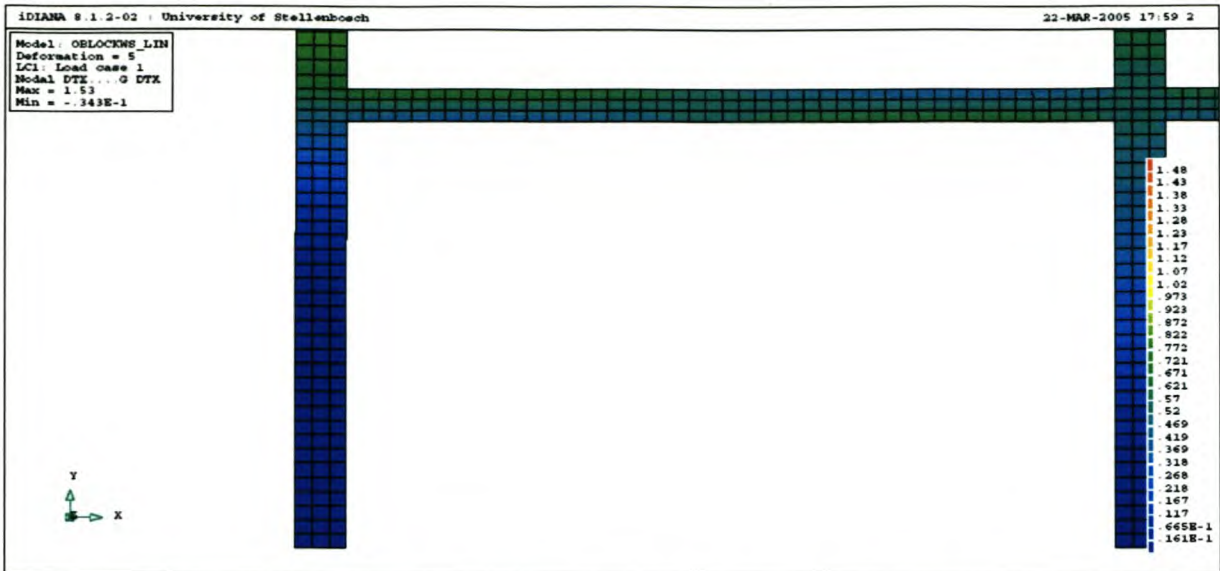 iDIANA 8.1.2-02 : University of Stellenbosch
22-MAR-2005 17:59 2
Model: OBLOCKWS_LIN
Deformation = 5
LC1: Load case 1
Nodal DTX....G DTX
Max = 1.53
Min = -.343E-1
1.48
1.43
1.38
1.33
1.28
1.23
1.17
1.12
1.07
1.02
.973
.923
.872
.822
.772
.721
.671
.621
.57
.52
.469
.419
.369
.318
.268
.218
.167
.117
.665E-1
.161E-1
Y
X